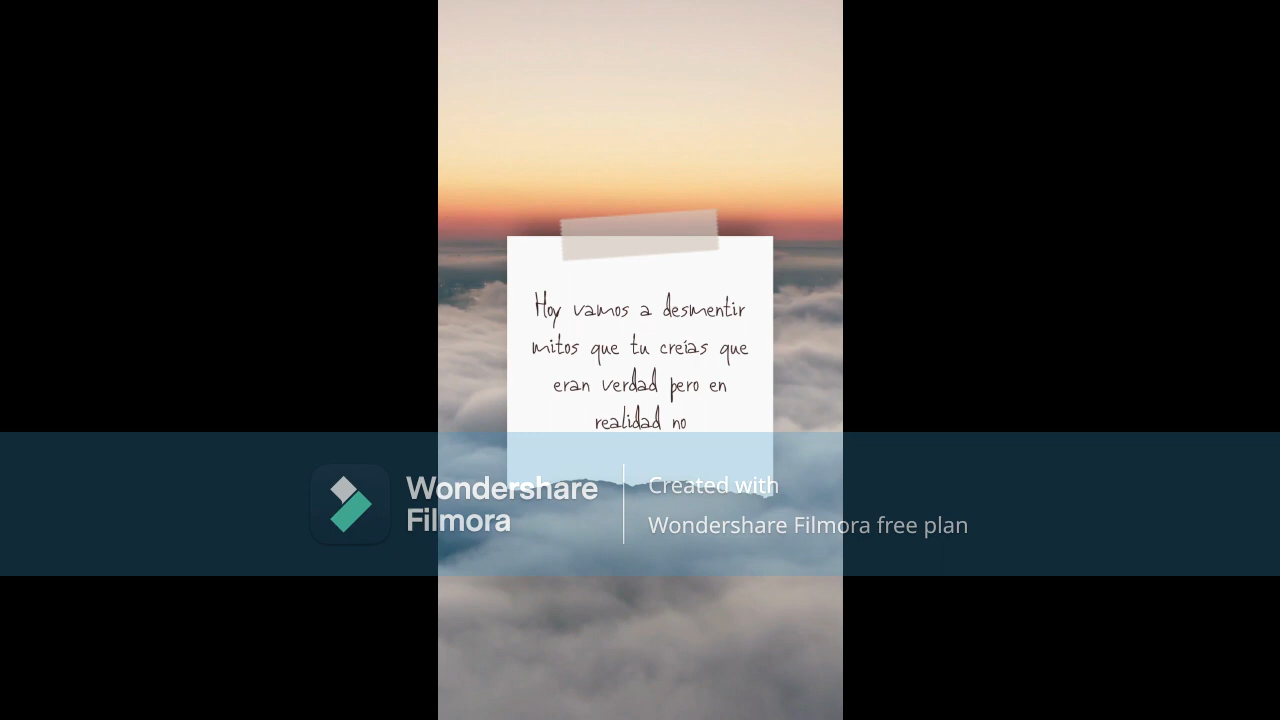 Hoy vamos a desmentir
mitos que tu creías que
eran verdad pero en
realidad no
Wondershare
Filmora
Created with
Wondershare Filmora free plan